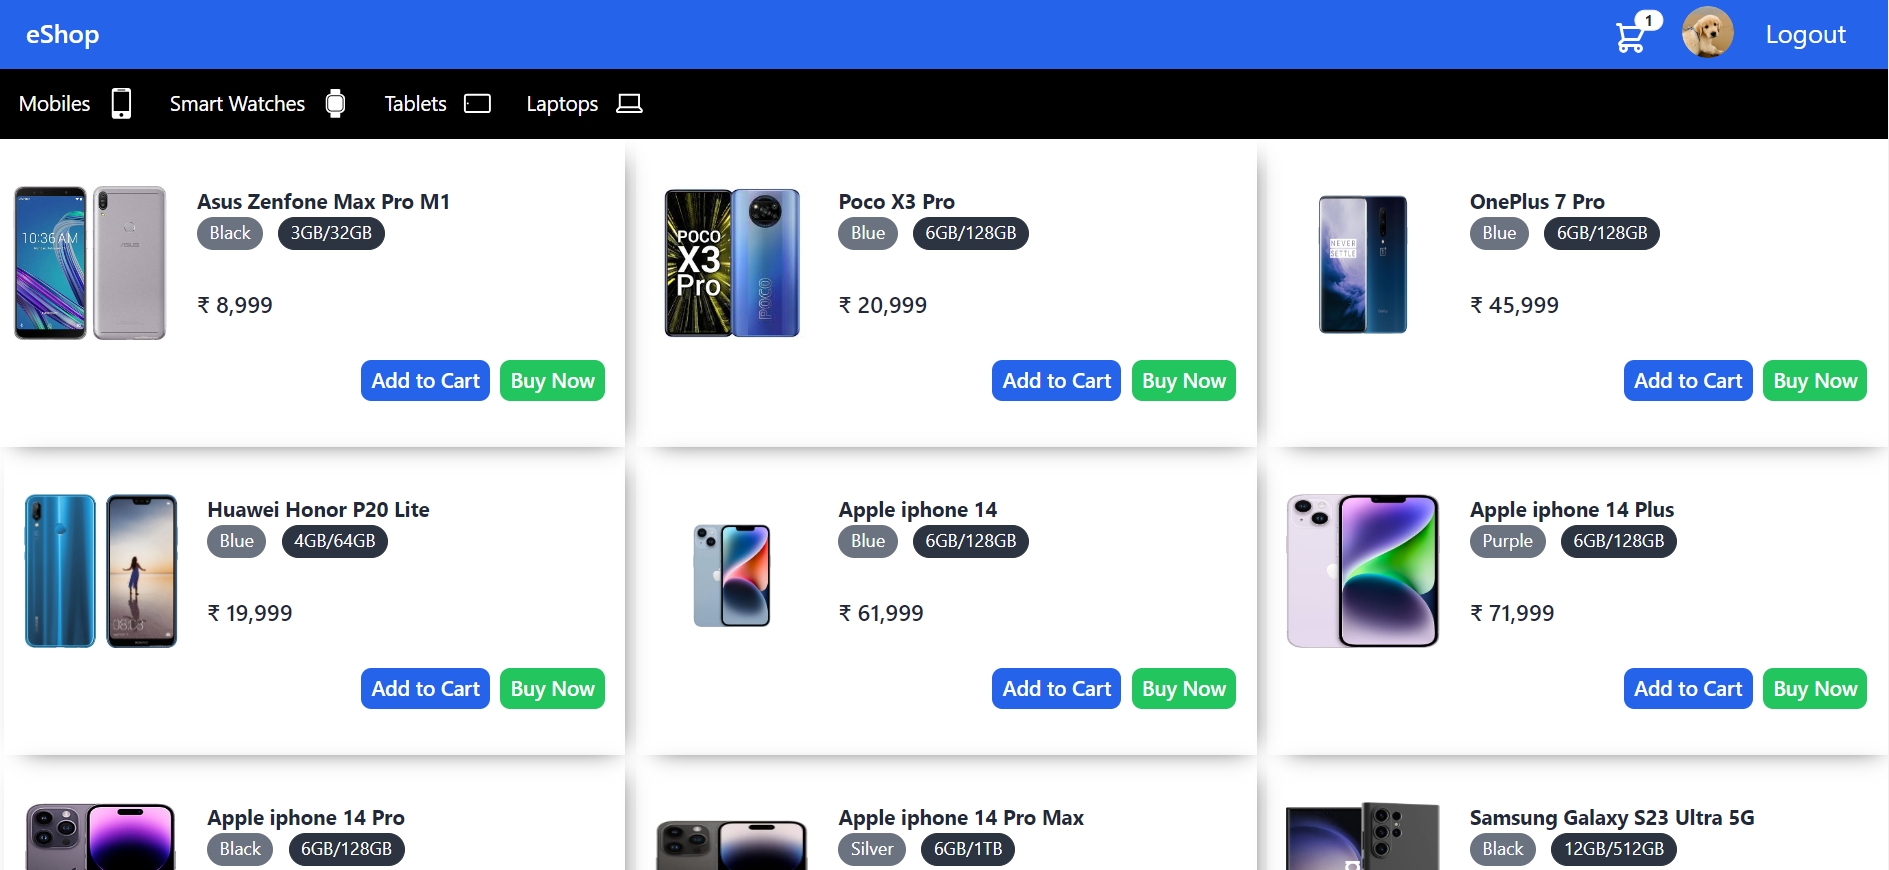 eShop
1
Logout
Mobiles
Smart Watches
Tablets
Laptops
10:36 AM
Asus Zenfone Max Pro M1
Black
3GB/32GB
₹ 8,999
Add to Cart
Buy Now
POCO
X3
Pro
POCO
Poco X3 Pro
Blue
6GB/128GB
₹ 20,999
Add to Cart
Buy Now
NEVER
SETTLE
OnePlus 7 Pro
Blue
6GB/128GB
₹ 45,999
Add to Cart
Buy Now
08:08
Huawei Honor P20 Lite
Blue
4GB/64GB
₹ 19,999
Add to Cart
Buy Now
Apple iphone 14
Blue
6GB/128GB
₹ 61,999
Add to Cart
Buy Now
Apple iphone 14 Plus
Purple
6GB/128GB
₹ 71,999
Add to Cart
Buy Now
Apple iphone 14 Pro
Black
6GB/128GB
Apple iphone 14 Pro Max
Silver
6GB/1TB
Samsung Galaxy S23 Ultra 5G
Black
12GB/512GB